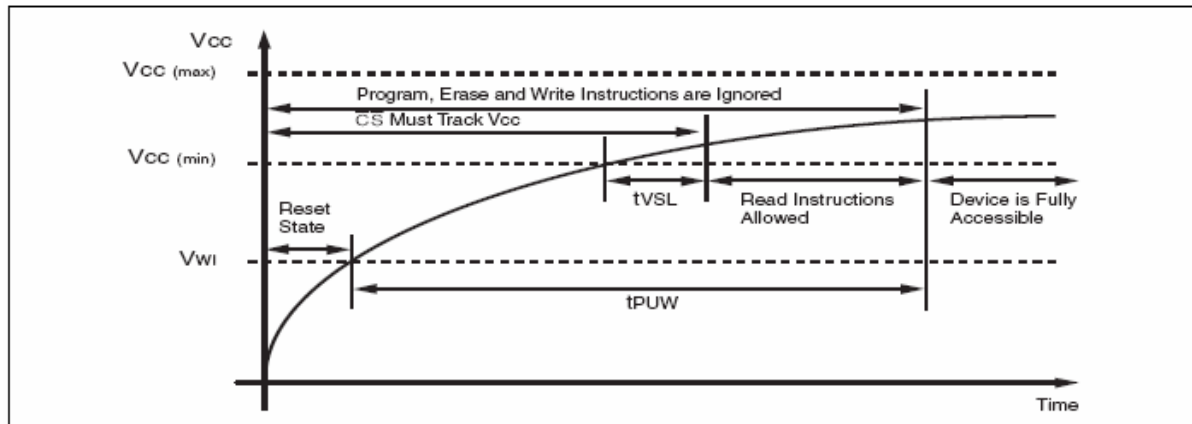 Vcc
Vcc (max)
Program, Erase and Write Instructions are Ignored
CS Must Track Vcc
Vcc (min)
tVSL
Read Instructions
Allowed
Device is Fully
Accessible
Reset
State
VWI
tPUW
Time